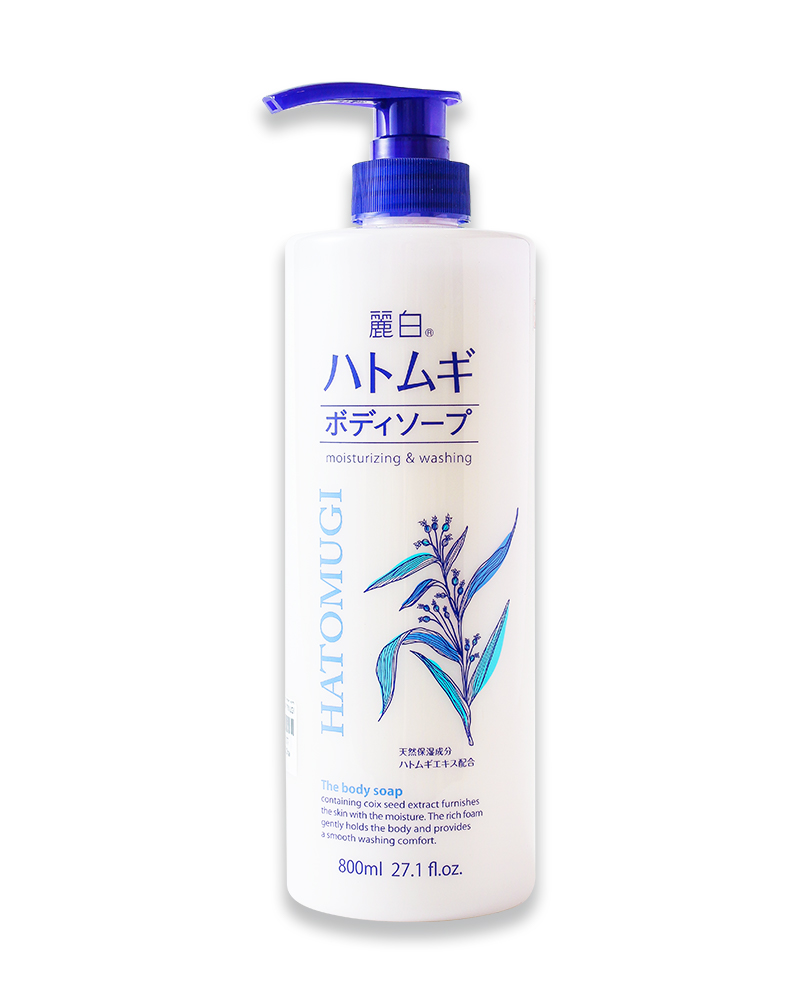 麗白®
ハトムギ
ボディソープ
moisturizing & washing
HATOMUGI
天然保湿成分
ハトムギエキス配合
The body soap
containing coix seed extract furnishes
the skin with the moisture. The rich foam
gently holds the body and provides
a smooth washing comfort.
800ml 27.1 fl.oz.